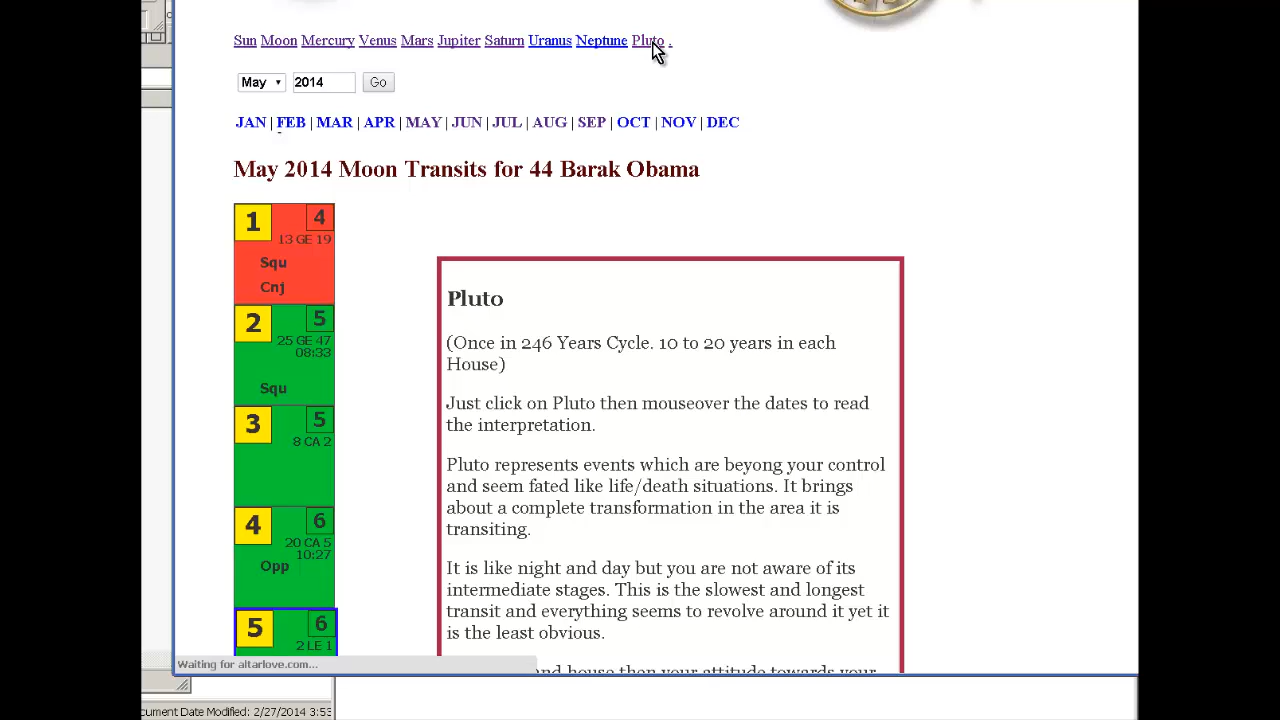 Sun Moon Mercury Venus Mars Jupiter Saturn Uranus Neptune Pluto .
May 2014 Go
JAN | FEB | MAR | APR | MAY | JUN | JUL | AUG | SEP | OCT | NOV | DEC
May 2014 Moon Transits for 44 Barak Obama
1 4
13 GE 19
Squ
Cnj
2 5
25 GE 47
08:33
Squ
3 5
8 CA 2
4 6
20 CA 5
10:27
Opp
5 6
2 LE 1
Pluto
(Once in 246 Years Cycle. 10 to 20 years in each
House)
Just click on Pluto then mouseover the dates to read
the interpretation.
Pluto represents events which are beyong your control
and seem fated like life/death situations. It brings
about a complete transformation in the area it is
transiting.
It is like night and day but you are not aware of its
intermediate stages. This is the slowest and longest
transit and everything seems to revolve around it yet it
is the least obvious.
and house then your attitude towards your
Waiting for altarlove.com...
cument Date Modified: 2/27/2014 3:53